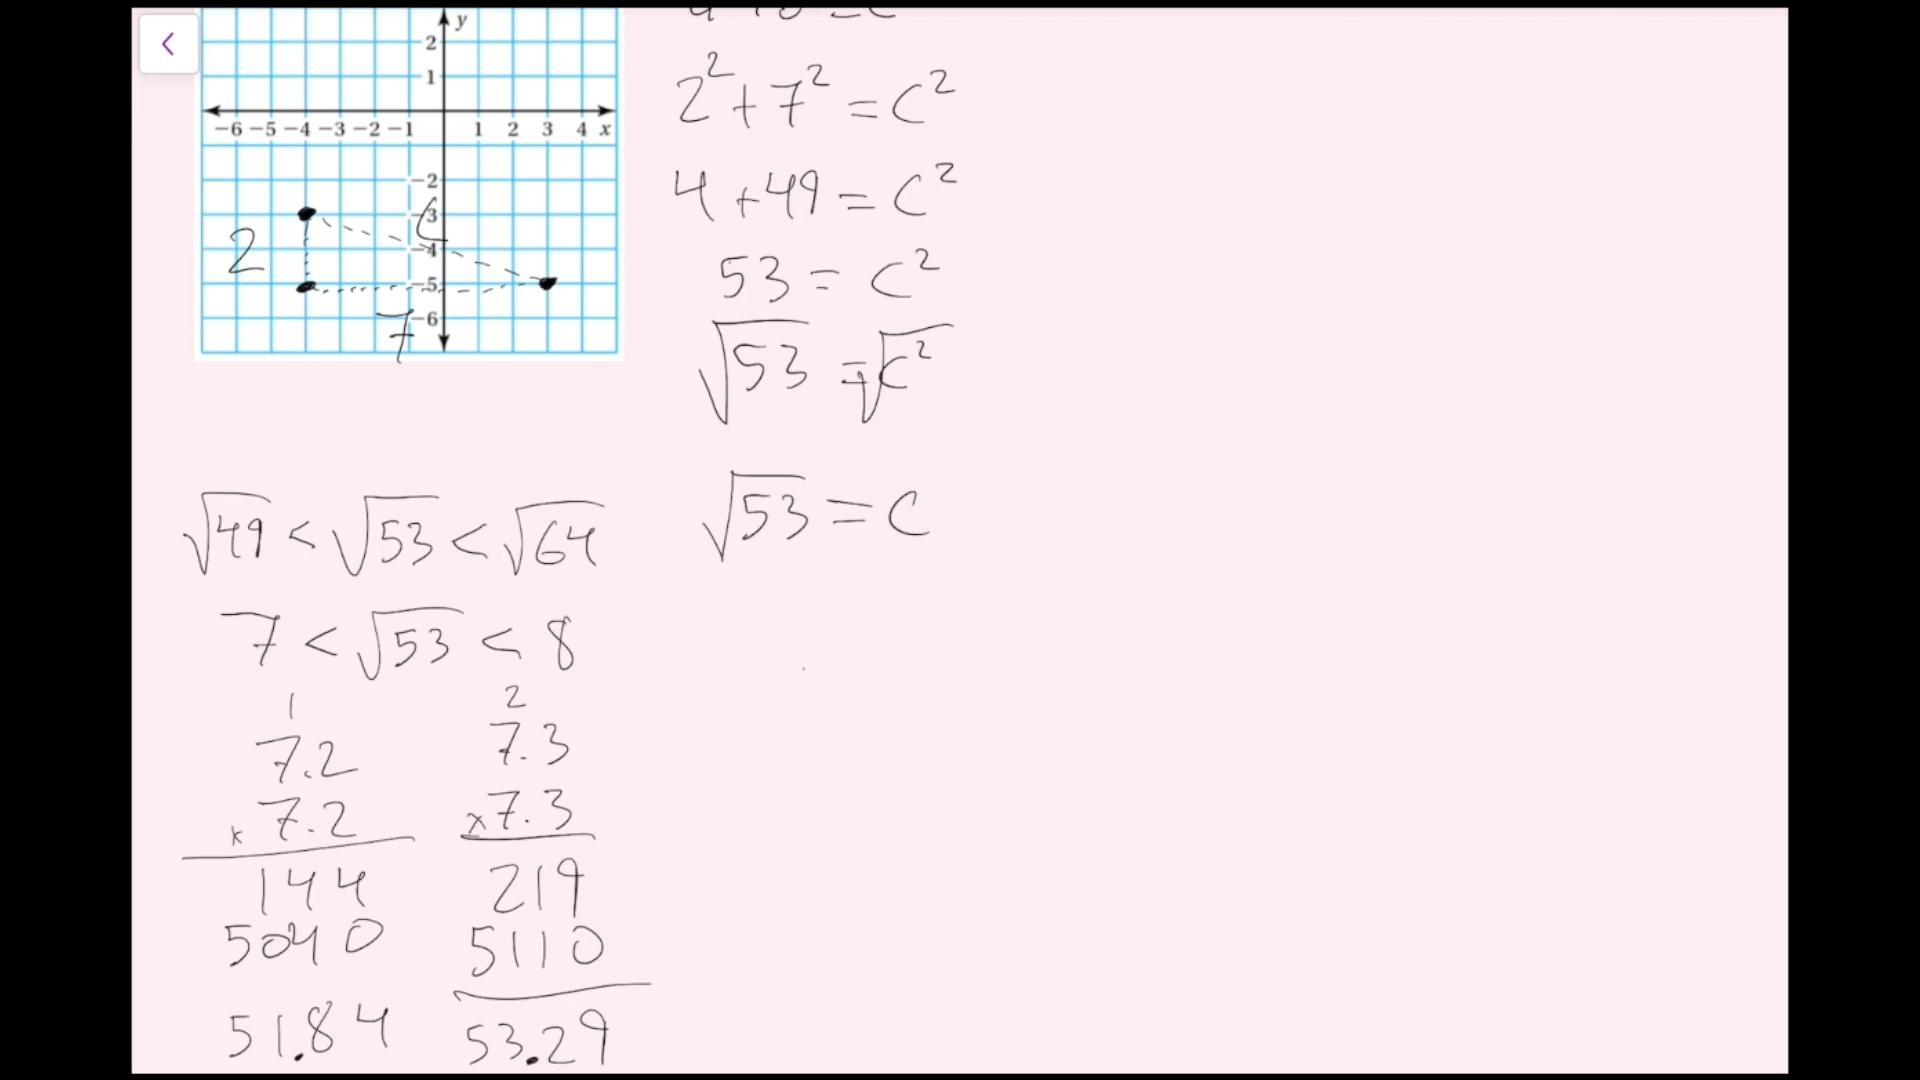 y
2
1
-6 -5 -4 -3 -2 -1 1 2 3 4 x
-2
-3
-4
-5
-6
2
c
7
2² + 7² = c²
4 + 49 = c²
53 = c²
√53 = √c²
√53 = c
√49 < √53 < √64
7 < √53 < 8
1
7.2
x 7.2
144
5040
51.84
2
7.3
x 7.3
219
5110
53.29